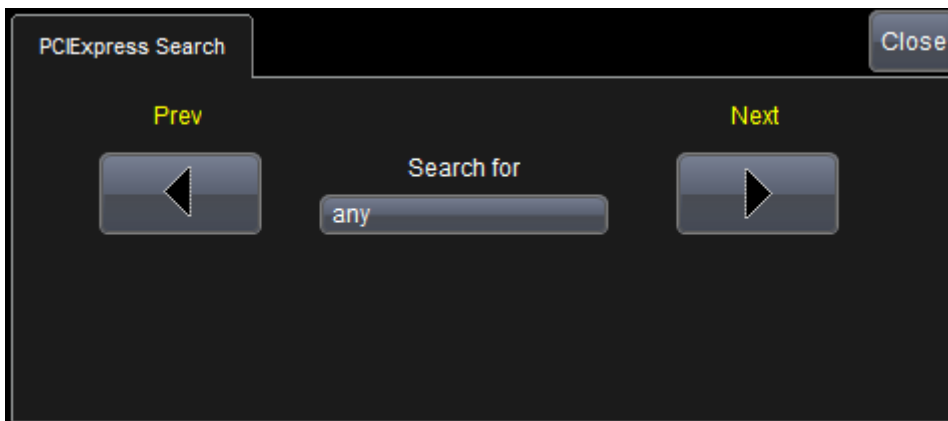 PCIExpress Search
Close
Prev
Next
Search for
any